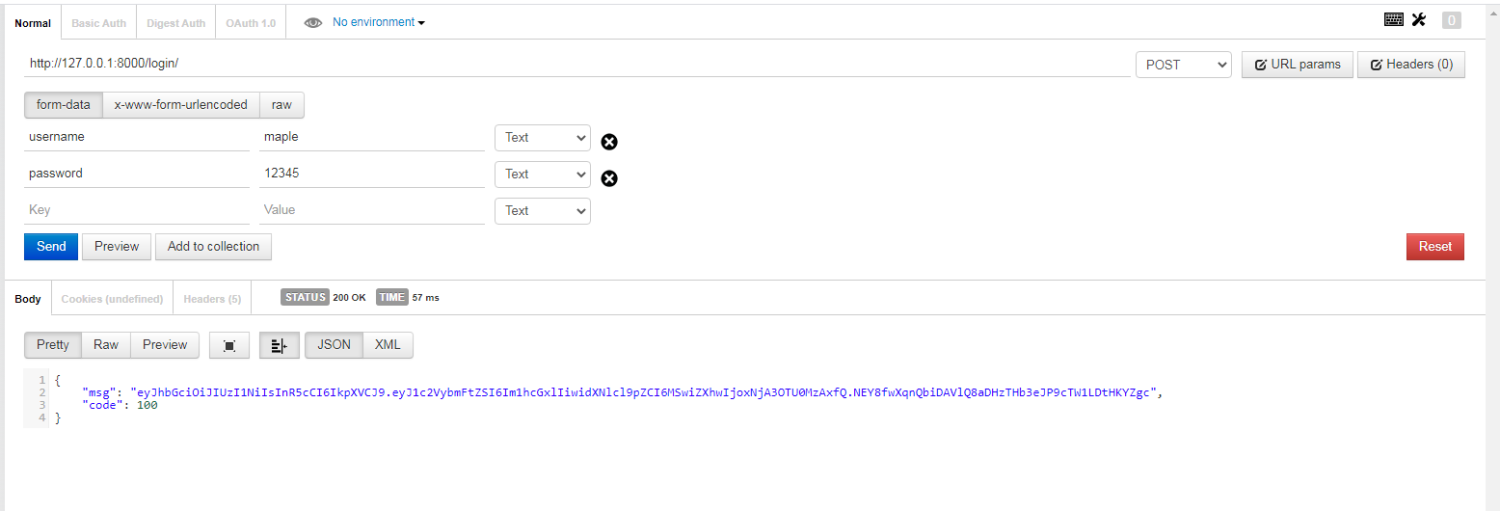 Normal Basic Auth Digest Auth OAuth 1.0 No environment 0
http://127.0.0.1:8000/login/ POST URL params Headers (0)
form-data x-www-form-urlencoded raw
username maple Text
password 12345 Text
Key Value Text
Send Preview Add to collection Reset
Body Cookies (undefined) Headers (5) STATUS 200 OK TIME 57 ms
Pretty Raw Preview JSON XML
1 {
2 "msg": "eyJhbGciOiJIUzI1NiIsInR5cCI6IkpXVCJ9.eyJ1c2VybmFtZSI6Im1hcGxlIiwidXNlcl9pZCI6MSwiZXhwIjoxNjA3OTU0MzAxfQ.NEY8fwXqnQbiDAVlQ8aDHzTHb3eJP9cTW1LDtHKYZgc",
3 "code": 100
4 }